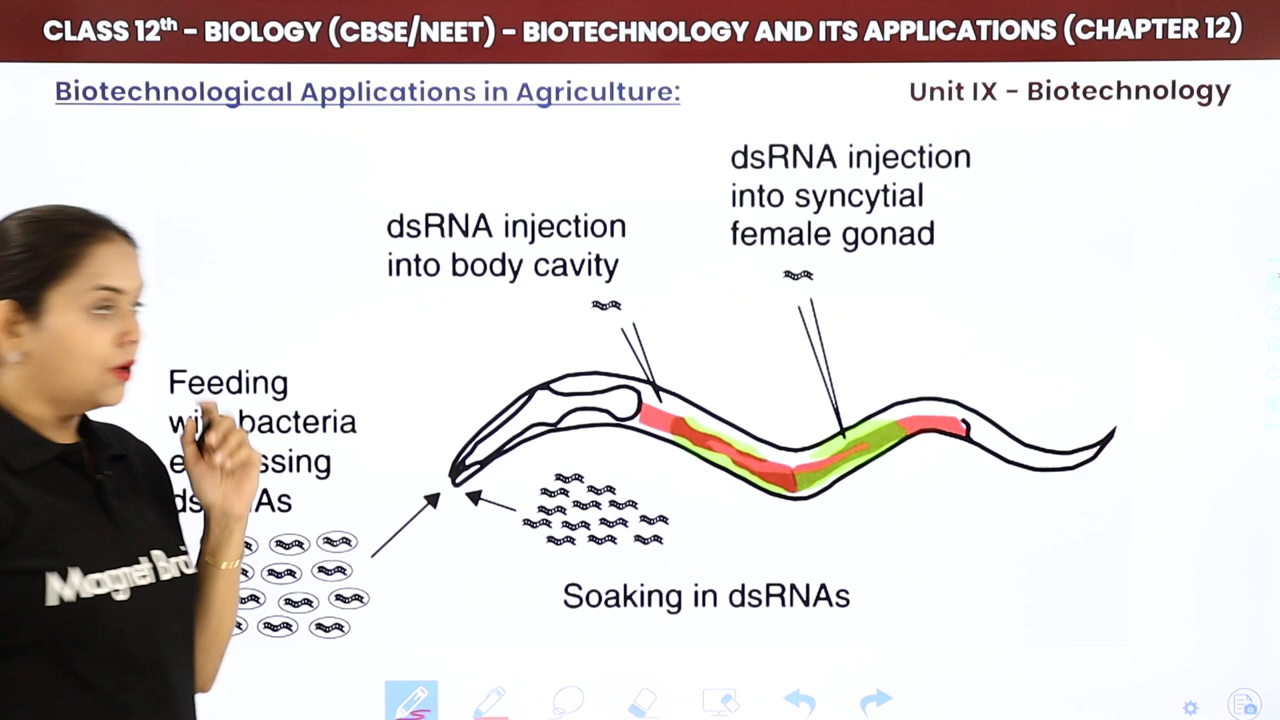 CLASS 12th – BIOLOGY (CBSE/NEET) – BIOTECHNOLOGY AND ITS APPLICATIONS (CHAPTER 12)
Biotechnological Applications in Agriculture:
Unit IX – Biotechnology
dsRNA injection
into syncytial
female gonad
dsRNA injection
into body cavity
Feeding
bacteria
Soaking in dsRNAs
Magnet